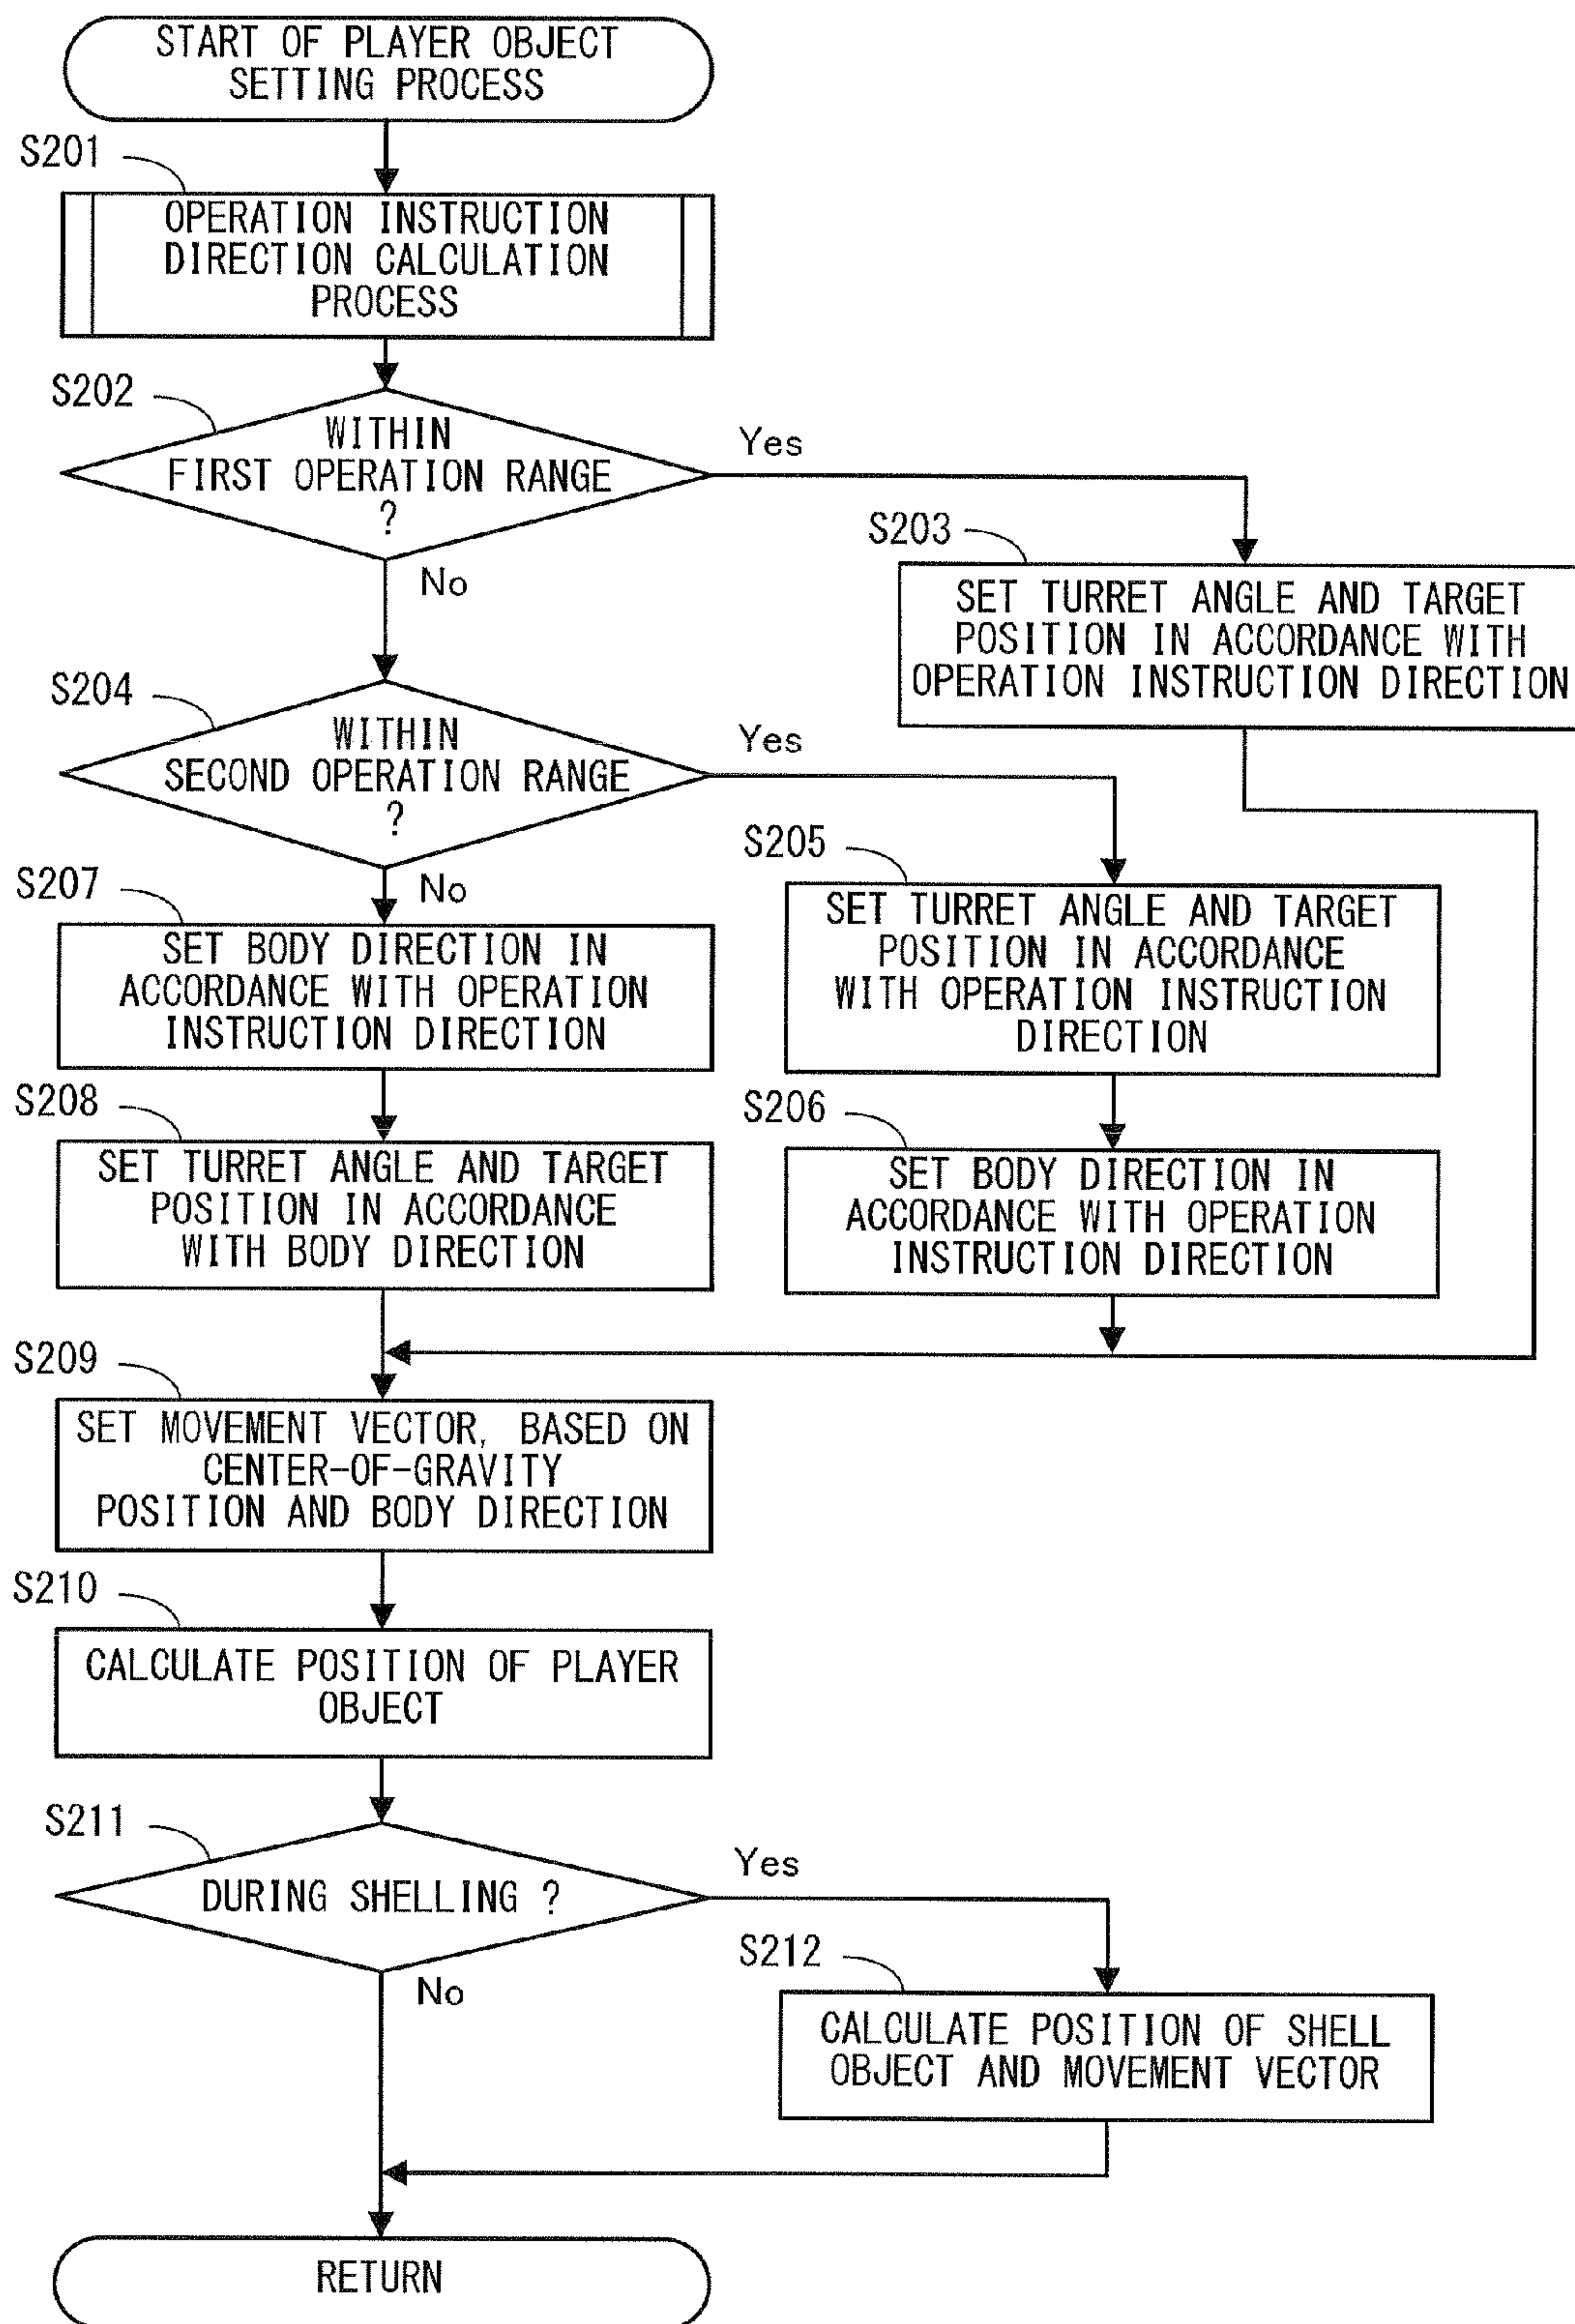 START OF PLAYER OBJECT
SETTING PROCESS
S201
OPERATION INSTRUCTION
DIRECTION CALCULATION
PROCESS
S202
WITHIN
FIRST OPERATION RANGE
?
Yes
No
S203
SET TURRET ANGLE AND TARGET
POSITION IN ACCORDANCE WITH
OPERATION INSTRUCTION DIRECTION
S204
WITHIN
SECOND OPERATION RANGE
?
Yes
No
S205
SET TURRET ANGLE AND TARGET
POSITION IN ACCORDANCE
WITH OPERATION INSTRUCTION
DIRECTION
S206
SET BODY DIRECTION IN
ACCORDANCE WITH OPERATION
INSTRUCTION DIRECTION
S207
SET BODY DIRECTION IN
ACCORDANCE WITH OPERATION
INSTRUCTION DIRECTION
S208
SET TURRET ANGLE AND TARGET
POSITION IN ACCORDANCE
WITH BODY DIRECTION
S209
SET MOVEMENT VECTOR, BASED ON
CENTER-OF-GRAVITY
POSITION AND BODY DIRECTION
S210
CALCULATE POSITION OF PLAYER
OBJECT
S211
DURING SHELLING ?
Yes
No
S212
CALCULATE POSITION OF SHELL
OBJECT AND MOVEMENT VECTOR
RETURN